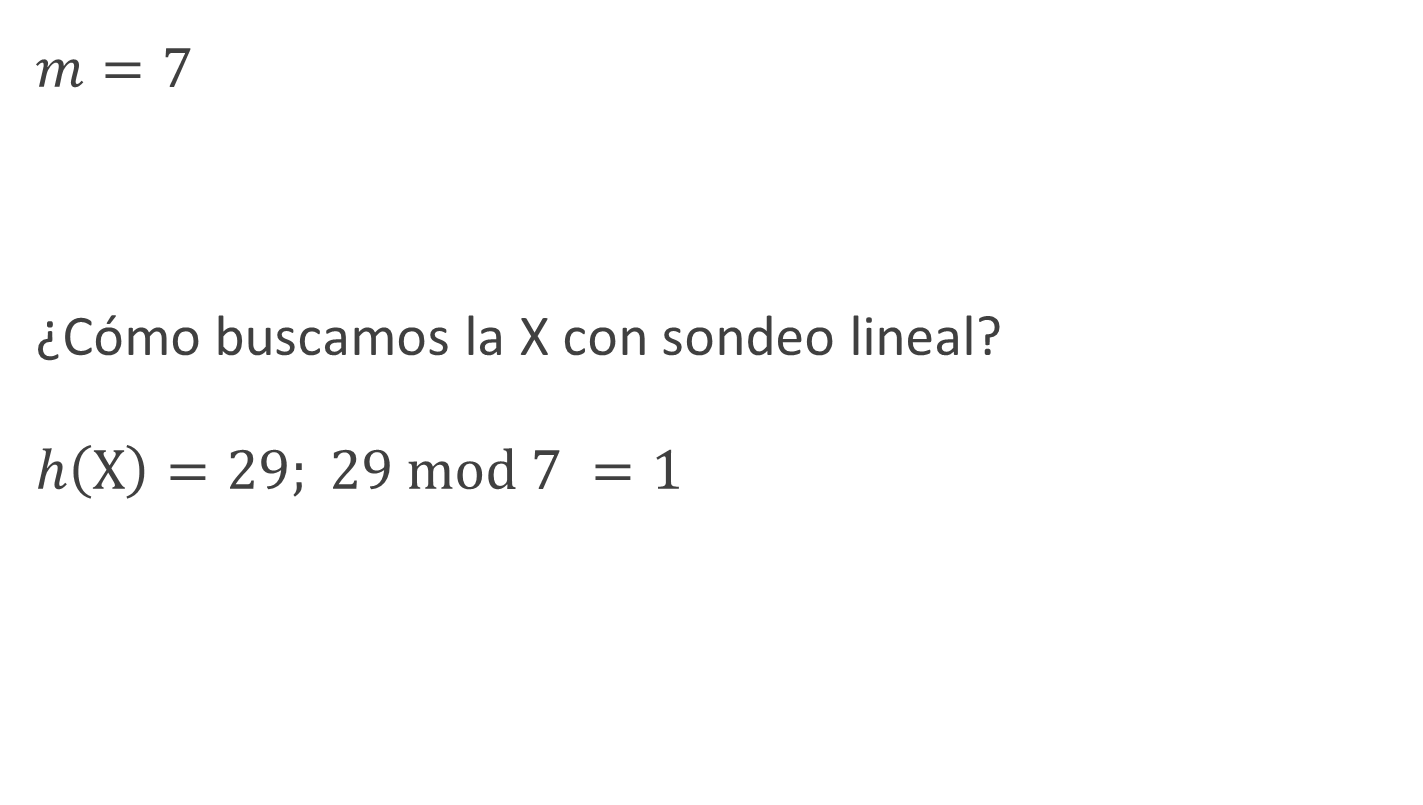 m = 7
¿Cómo buscamos la X con sondeo lineal?
h(X) = 29; 29 mod 7 = 1